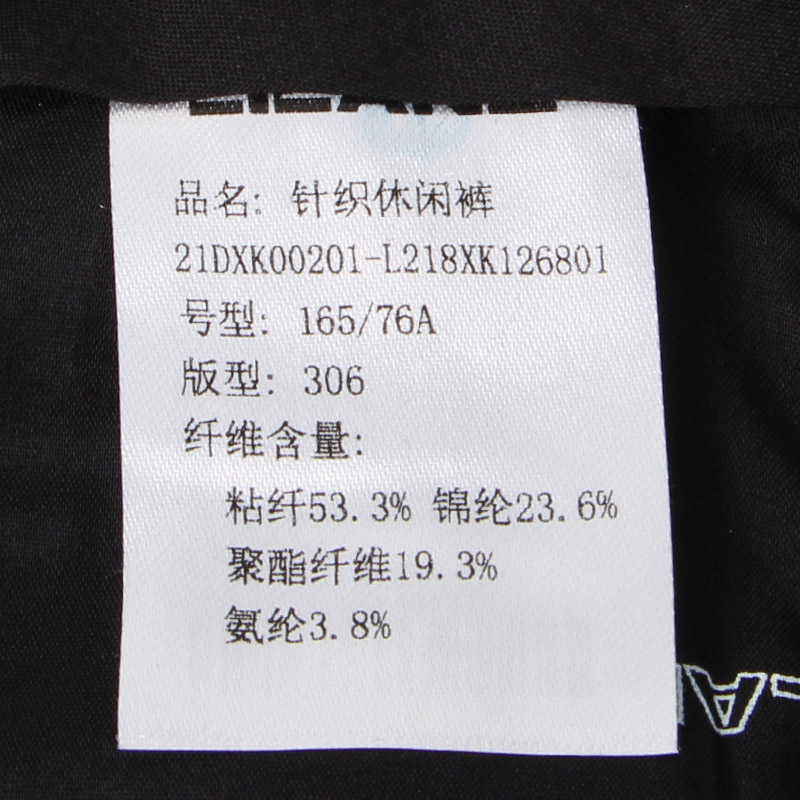 品名: 针织休闲裤
21DXK00201-L218XK126801
号型: 165/76A
版型: 306
纤维含量:
粘纤53.3% 锦纶23.6%
聚酯纤维19.3%
氨纶3.8%